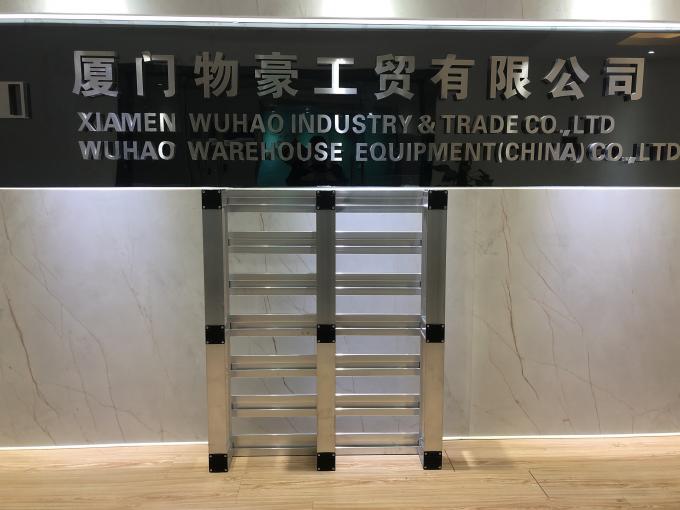 厦门物豪工贸有限公司
XIAMEN WUHAO INDUSTRY & TRADE CO.,LTD
WUHAO WAREHOUSE EQUIPMENT(CHINA) CO.,LTD